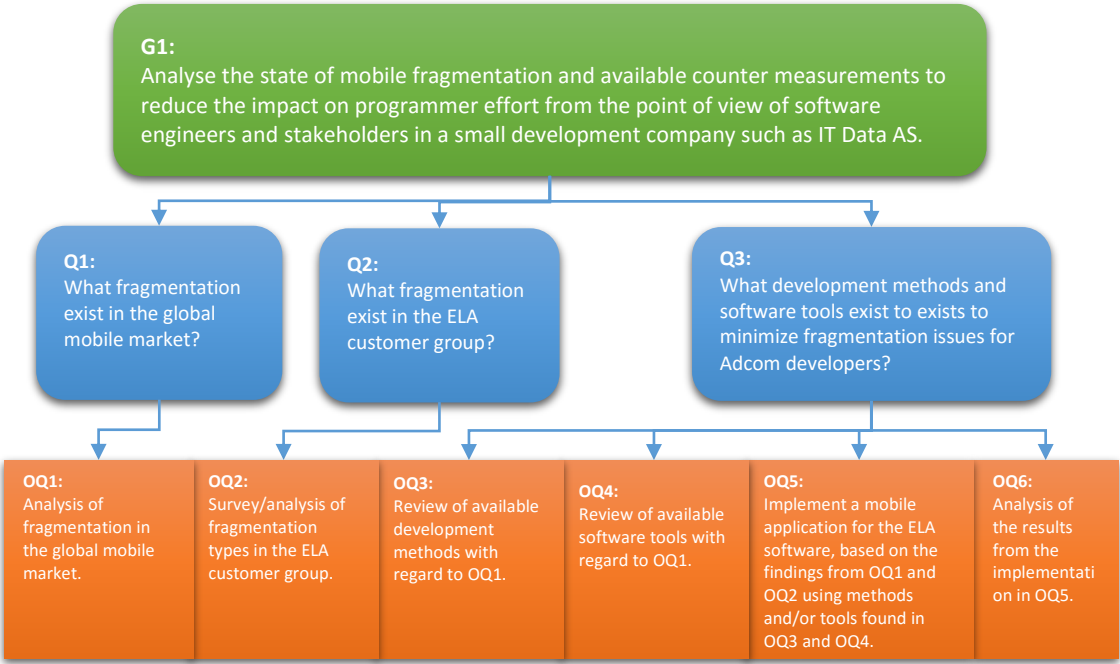 G1:
Analyse the state of mobile fragmentation and available counter measurements to
reduce the impact on programmer effort from the point of view of software
engineers and stakeholders in a small development company such as IT Data AS.
Q1:
What fragmentation
exist in the global
mobile market?
Q2:
What fragmentation
exist in the ELA
customer group?
Q3:
What development methods and
software tools exist to exists to
minimize fragmentation issues for
Adcom developers?
OQ1:
Analysis of
fragmentation in
the global mobile
market.
OQ2:
Survey/analysis of
fragmentation
types in the ELA
customer group.
OQ3:
Review of available
development
methods with
regard to OQ1.
OQ4:
Review of available
software tools with
regard to OQ1.
OQ5:
Implement a mobile
application for the ELA
software, based on the
findings from OQ1 and
OQ2 using methods
and/or tools found in
OQ3 and OQ4.
OQ6:
Analysis of
the results
from the
implementati
on in OQ5.